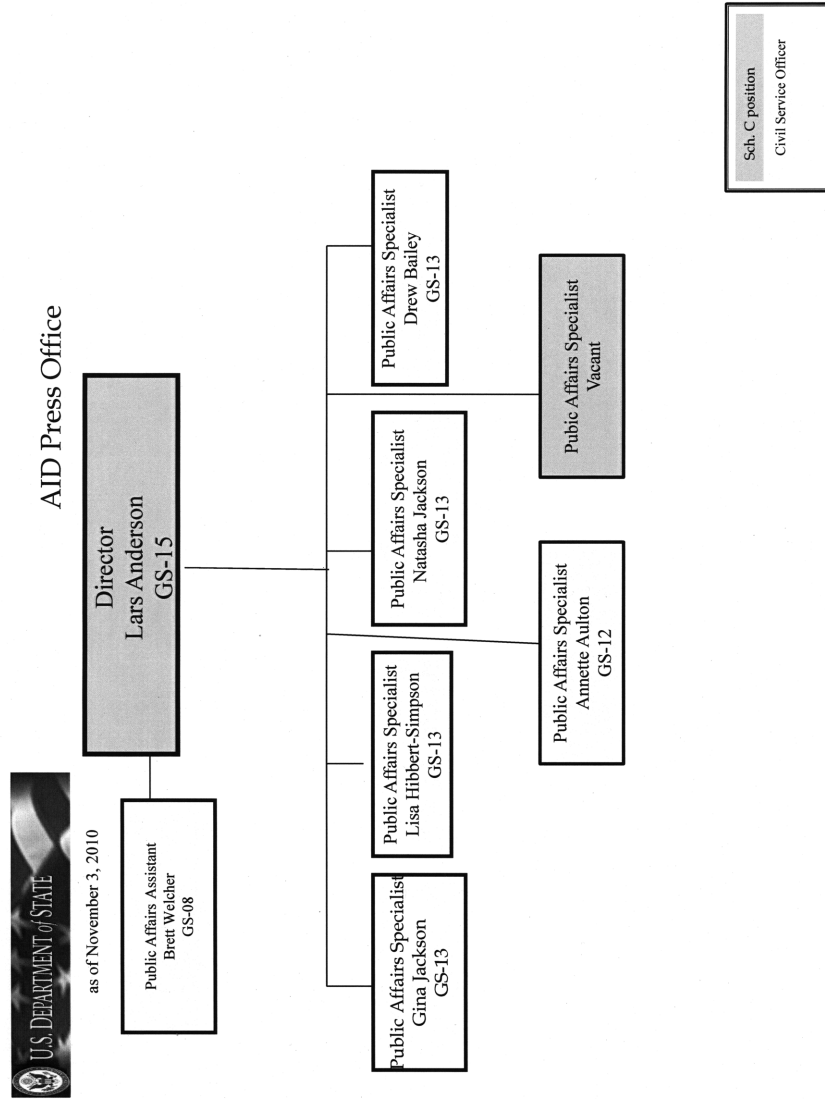 U.S. DEPARTMENT of STATE
AID Press Office
as of November 3, 2010
Director
Lars Anderson
GS-15
Public Affairs Assistant
Brett Welcher
GS-08
Public Affairs Specialist
Gina Jackson
GS-13
Public Affairs Specialist
Lisa Hibbert-Simpson
GS-13
Public Affairs Specialist
Natasha Jackson
GS-13
Public Affairs Specialist
Drew Bailey
GS-13
Public Affairs Specialist
Annette Aulton
GS-12
Pubic Affairs Specialist
Vacant
Sch. C position
Civil Service Officer